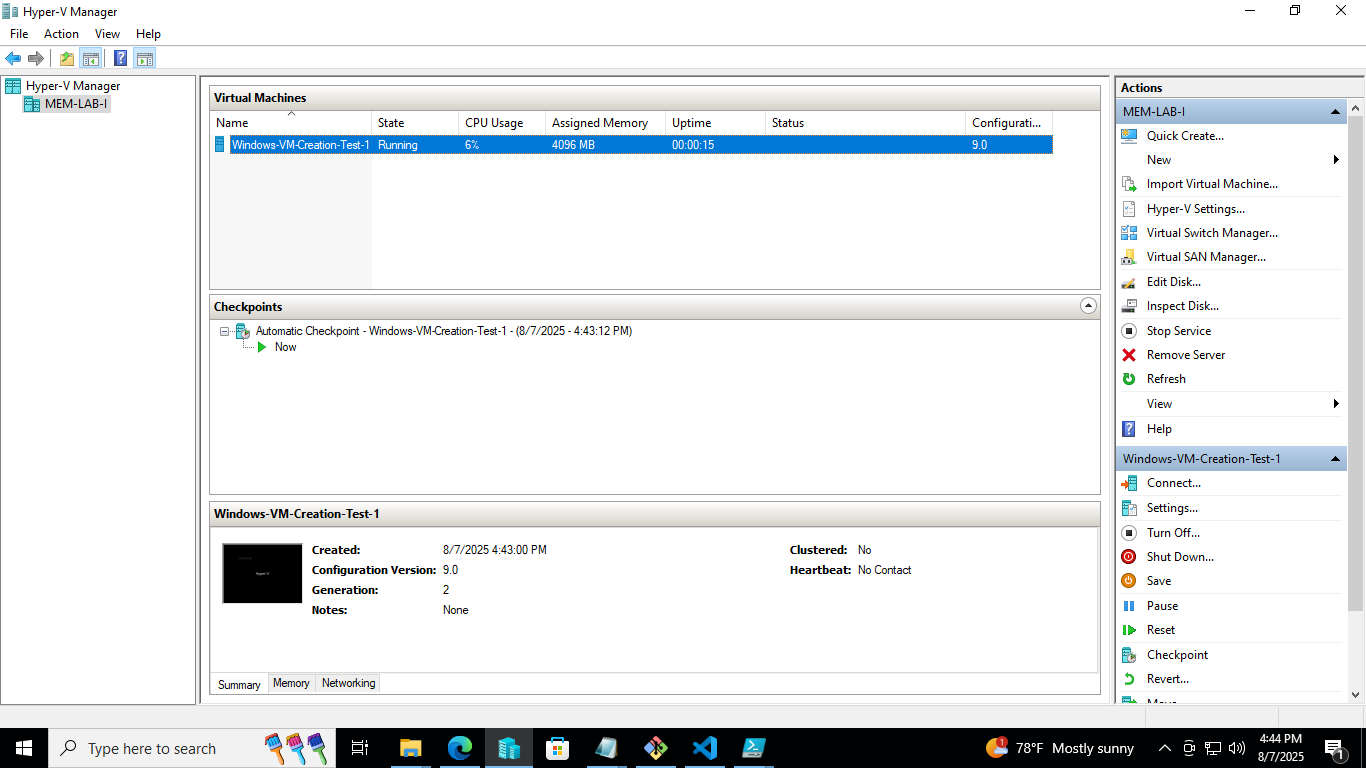 Hyper-V Manager
File Action View Help
Hyper-V Manager
MEM-LAB-I
Virtual Machines
Name State CPU Usage Assigned Memory Uptime Status Configurati...
Windows-VM-Creation-Test-1 Running 6% 4096 MB 00:00:15 9.0
Checkpoints
Automatic Checkpoint - Windows-VM-Creation-Test-1 - (8/7/2025 - 4:43:12 PM)
Now
Windows-VM-Creation-Test-1
Created: 8/7/2025 4:43:00 PM Clustered: No
Configuration Version: 9.0 Heartbeat: No Contact
Generation: 2
Notes: None
Hyper-V
Summary Memory Networking
Actions
MEM-LAB-I
Quick Create...
New
Import Virtual Machine...
Hyper-V Settings...
Virtual Switch Manager...
Virtual SAN Manager...
Edit Disk...
Inspect Disk...
Stop Service
Remove Server
Refresh
View
Help
Windows-VM-Creation-Test-1
Connect...
Settings...
Turn Off...
Shut Down...
Save
Pause
Reset
Checkpoint
Revert...
Move...
Type here to search
1
78°F Mostly sunny
4:44 PM
8/7/2025
1